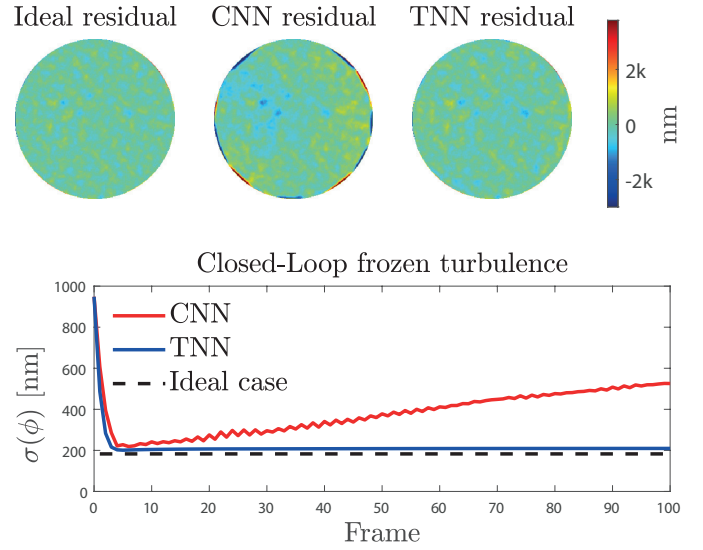 Ideal residual CNN residual TNN residual
2k
0
-2k
nm
Closed-Loop frozen turbulence
1000
800
600
400
200
0
σ(ϕ) [nm]
CNN
TNN
Ideal case
0 10 20 30 40 50 60 70 80 90 100
Frame